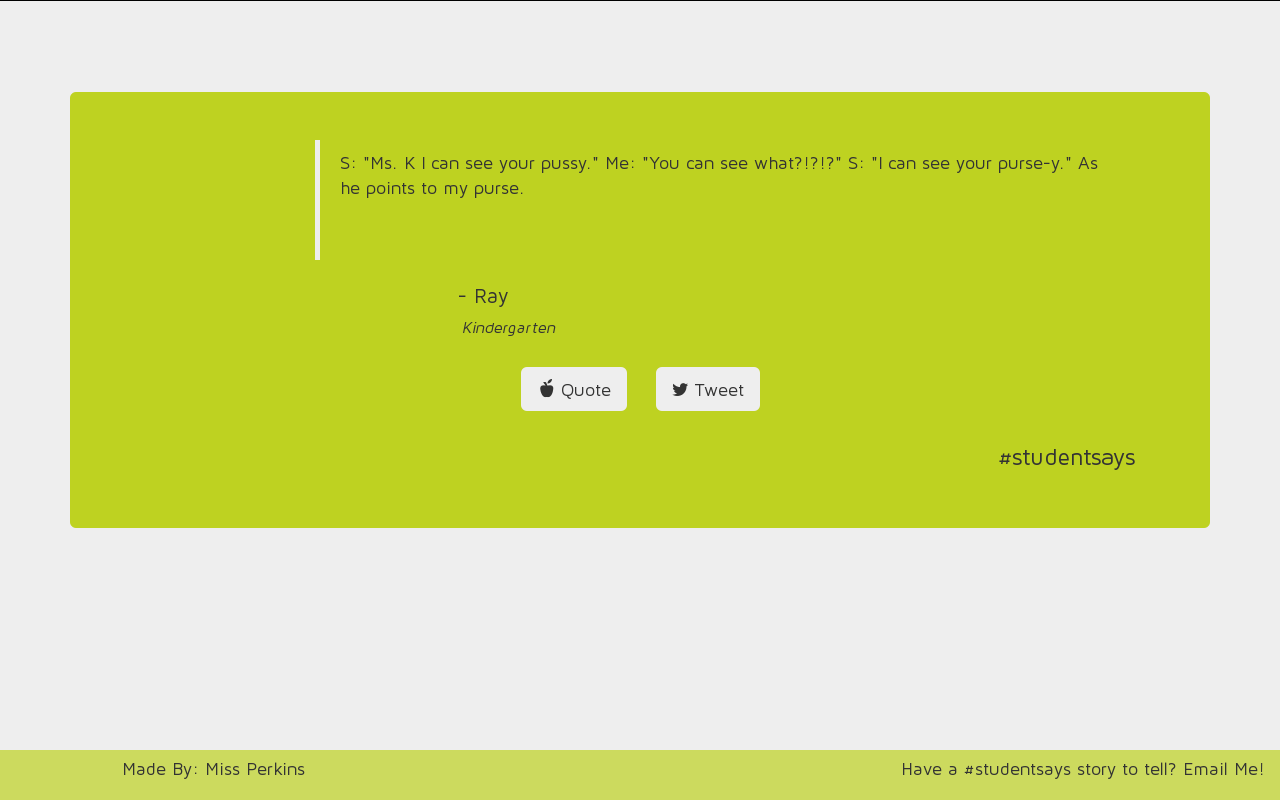 S: "Ms. K I can see your pussy." Me: "You can see what?!?!?" S: "I can see your purse-y." As
he points to my purse.
- Ray
Kindergarten
Quote
Tweet
#studentsays
Made By: Miss Perkins
Have a #studentsays story to tell? Email Me!